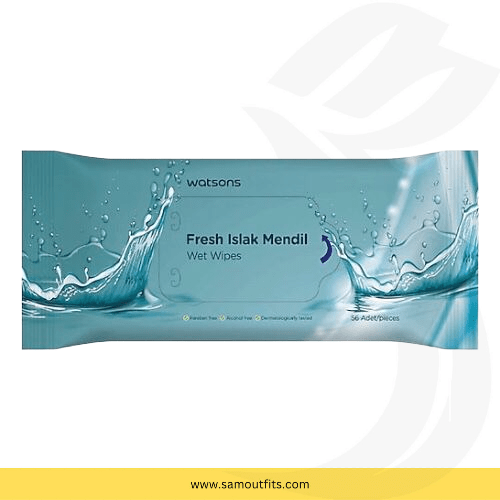 watsons
Fresh Islak Mendil
Wet Wipes
Paraben free Alcohol free Dermatologically tested
56 Adet/pieces
www.samoutfits.com